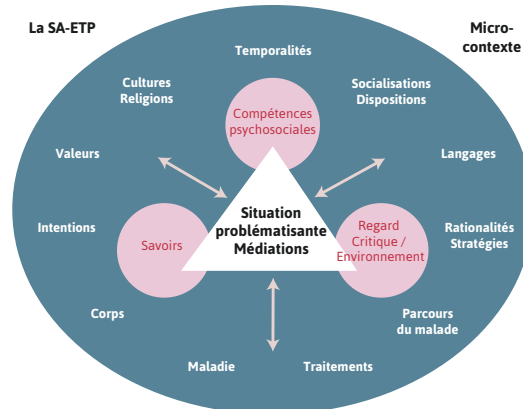 La SA-ETP
Micro-
contexte
Temporalités
Cultures
Religions
Socialisations
Dispositions
Compétences
psychosociales
Valeurs
Langages
Situation
problématisante
Médiations
Intentions
Savoirs
Regard
Critique /
Environnement
Rationalités
Stratégies
Corps
Parcours
du malade
Maladie
Traitements